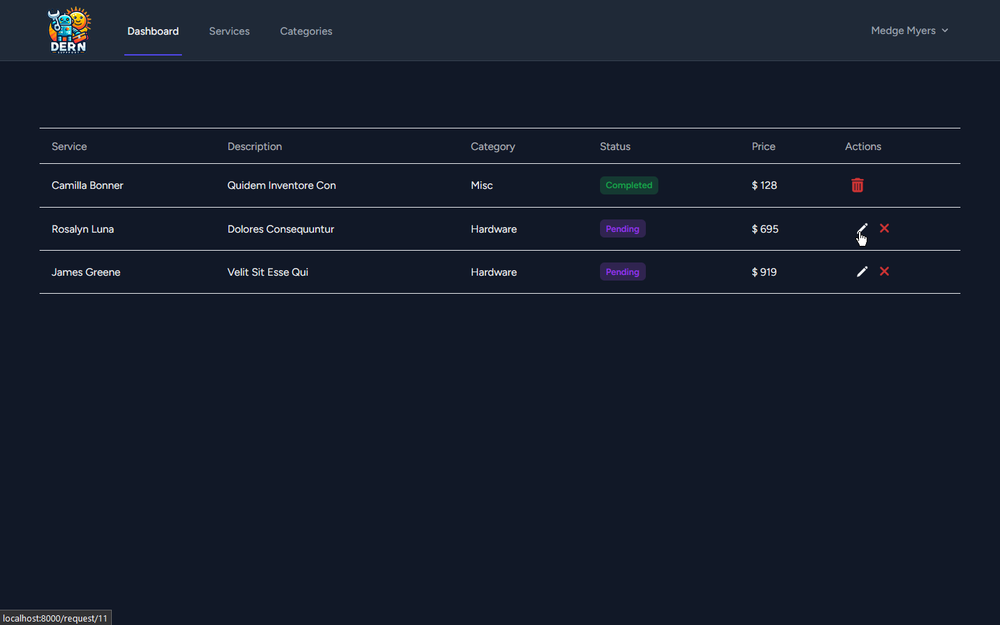 DERN
SUPPPORT
Dashboard Services Categories Medge Myers
Service Description Category Status Price Actions
Camilla Bonner Quidem Inventore Con Misc Completed $ 128
Rosalyn Luna Dolores Consequuntur Hardware Pending $ 695
James Greene Velit Sit Esse Qui Hardware Pending $ 919
localhost:8000/request/11